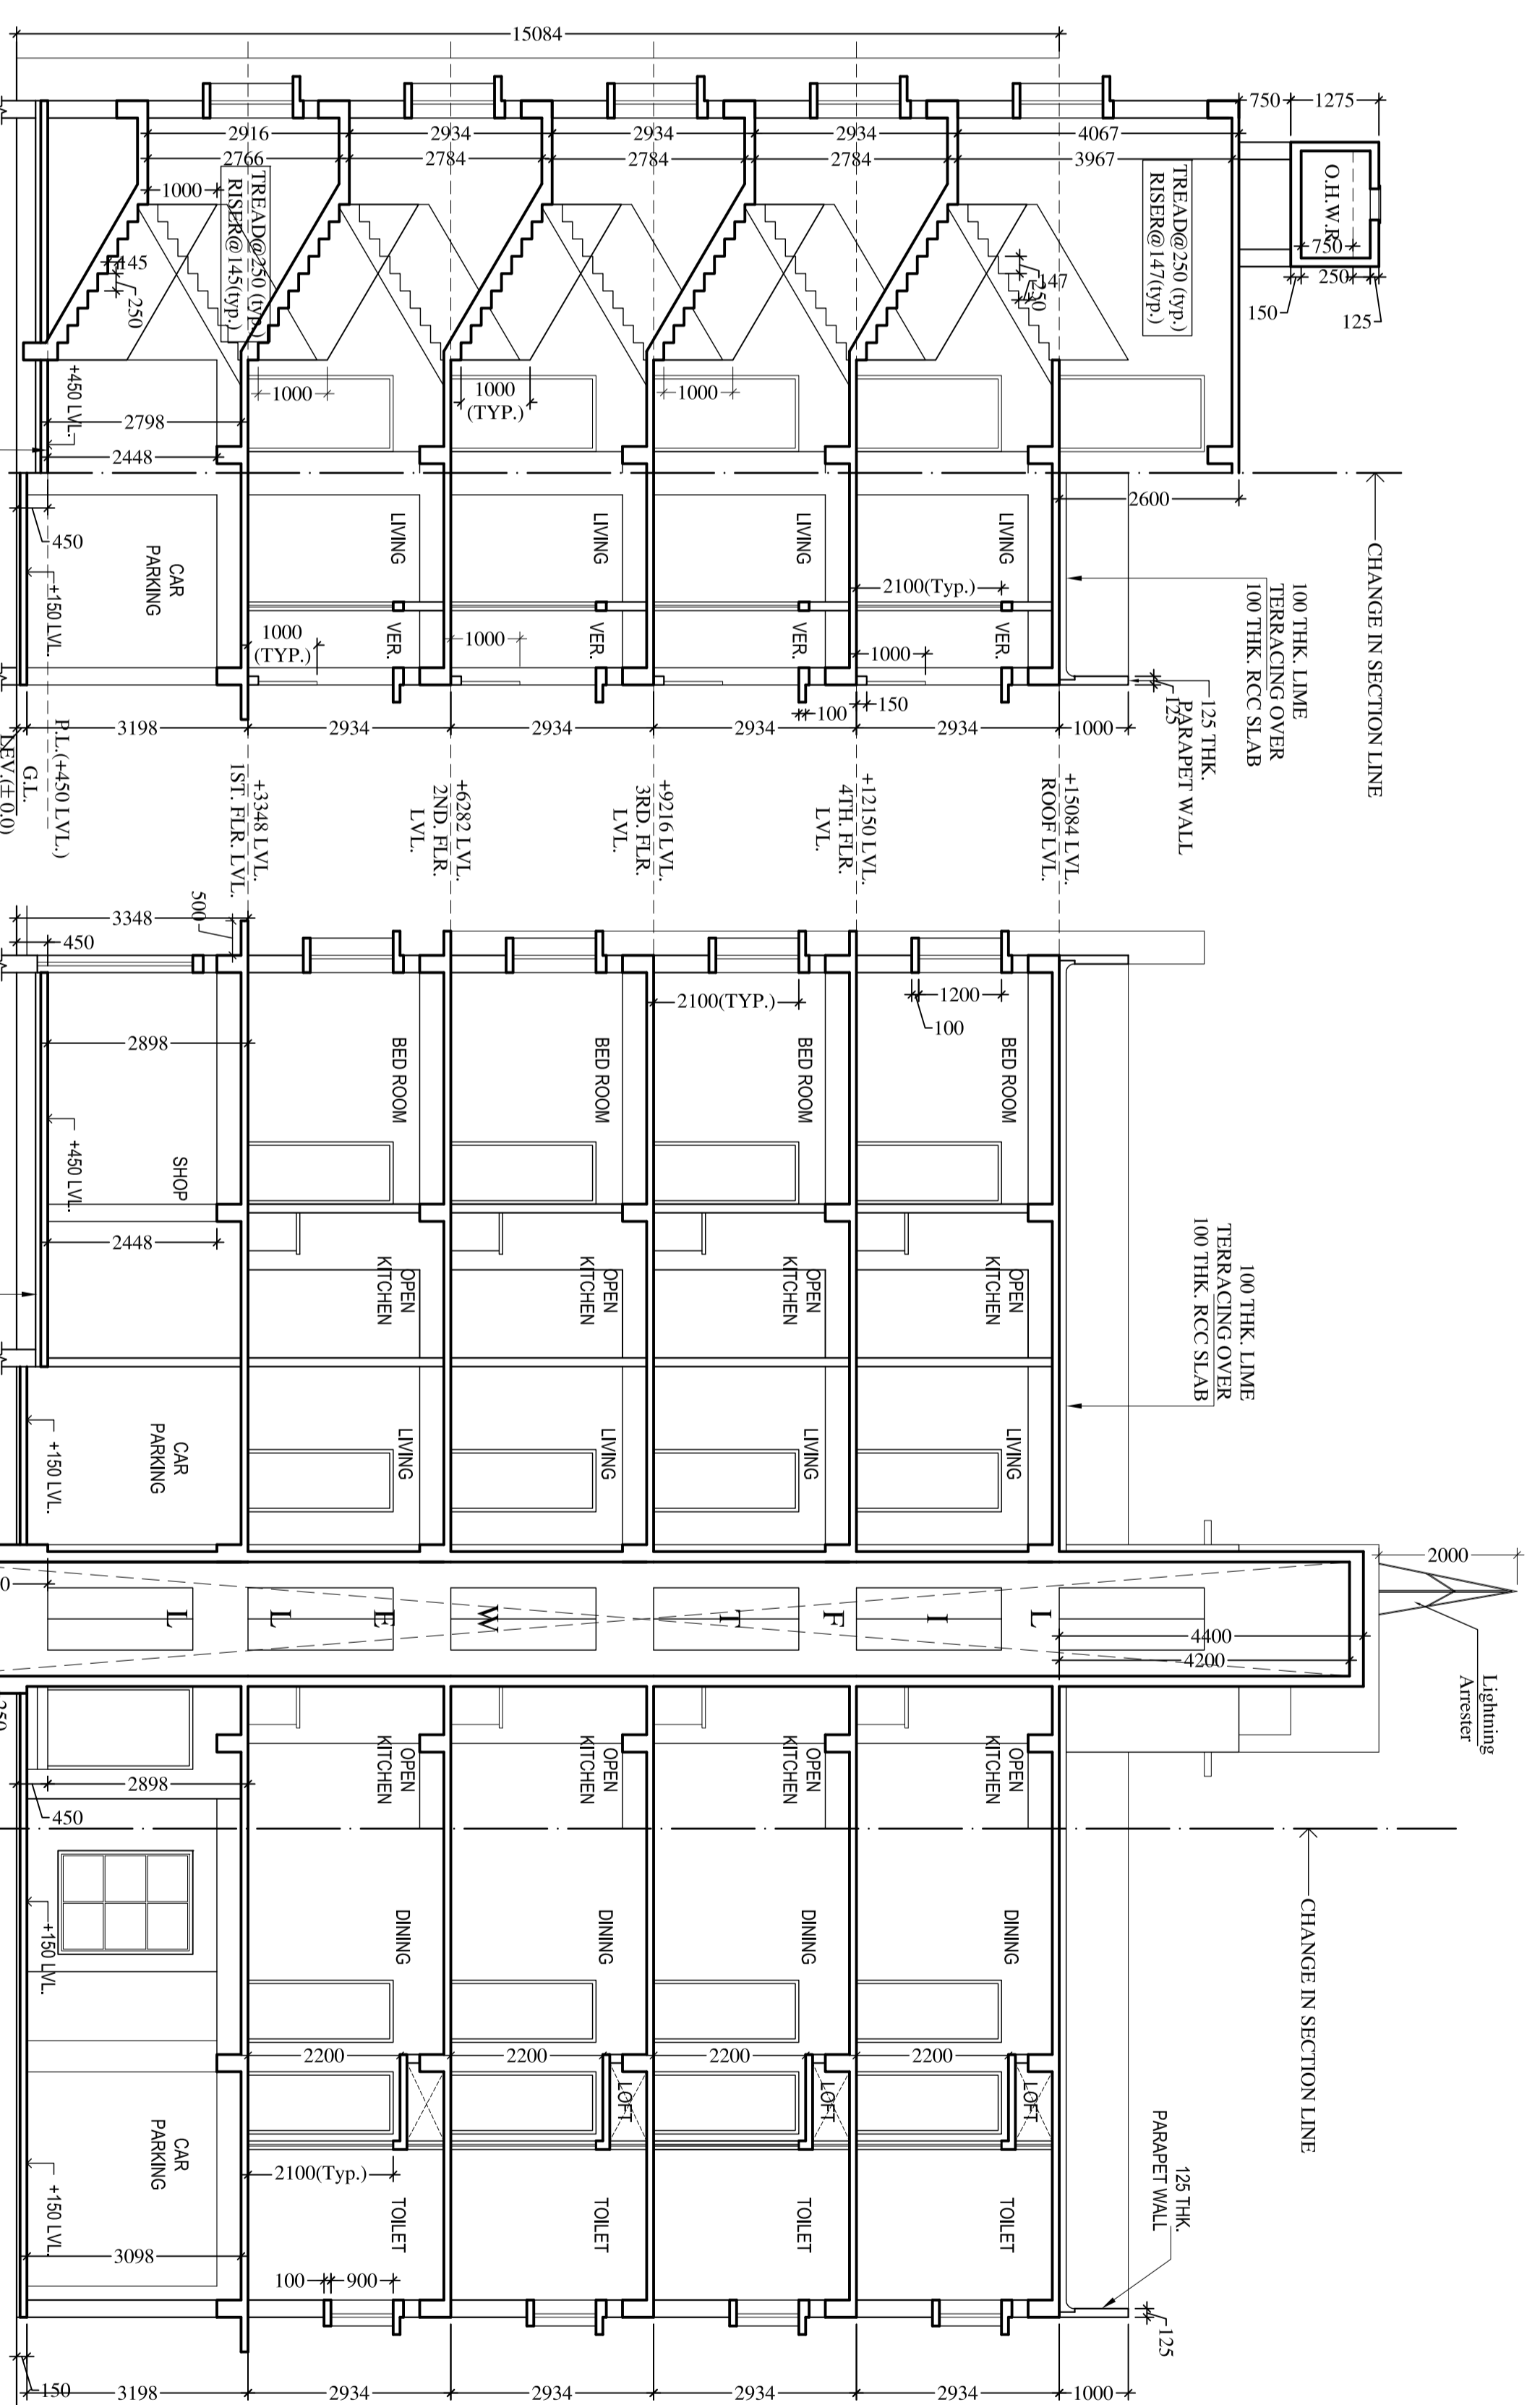 15084
750
1275
2916
2934
2934
2934
4067
2766
2784
2784
2784
3967
1000
TREAD@250 (typ.)
RISER@145(typ.)
TREAD@250 (typ.)
RISER@147(typ.)
O.H.W.R.
750
250
150
125
145
250
147
250
+450 LVL.
2798
2448
1000
1000
(TYP.)
1000
450
2600
CHANGE IN SECTION LINE
CAR
PARKING
+150 LVL.
LIVING
LIVING
LIVING
LIVING
2100(Typ.)
VER.
VER.
VER.
VER.
1000
(TYP.)
1000
1000
150
100
100 THK. LIME
TERRACING OVER
100 THK. RCC SLAB
125 THK.
PARAPET WALL
125
3198
2934
2934
2934
2934
1000
P.L.(+450 LVL.)
G.L.
LEV.(± 0.0)
+3348 LVL.
1ST. FLR. LVL.
+6282 LVL.
2ND. FLR.
LVL.
+9216 LVL.
3RD. FLR.
LVL.
+12150 LVL.
4TH. FLR.
LVL.
+15084 LVL.
ROOF LVL.
3348
500
450
2100(TYP.)
1200
100
2898
BED ROOM
BED ROOM
BED ROOM
BED ROOM
+450 LVL.
SHOP
2448
OPEN
KITCHEN
OPEN
KITCHEN
OPEN
KITCHEN
OPEN
KITCHEN
100 THK. LIME
TERRACING OVER
100 THK. RCC SLAB
CAR
PARKING
+150 LVL.
LIVING
LIVING
LIVING
LIVING
2000
L I F T W E L L
4400
4200
Lightning
Arrester
OPEN
KITCHEN
OPEN
KITCHEN
OPEN
KITCHEN
OPEN
KITCHEN
2898
450
CHANGE IN SECTION LINE
+150 LVL.
DINING
DINING
DINING
DINING
2200
2200
2200
2200
LOFT
LOFT
LOFT
CAR
PARKING
+150 LVL.
2100(Typ.)
TOILET
TOILET
TOILET
TOILET
125 THK.
PARAPET WALL
3098
100
900
125
150
3198
2934
2934
2934
2934
1000